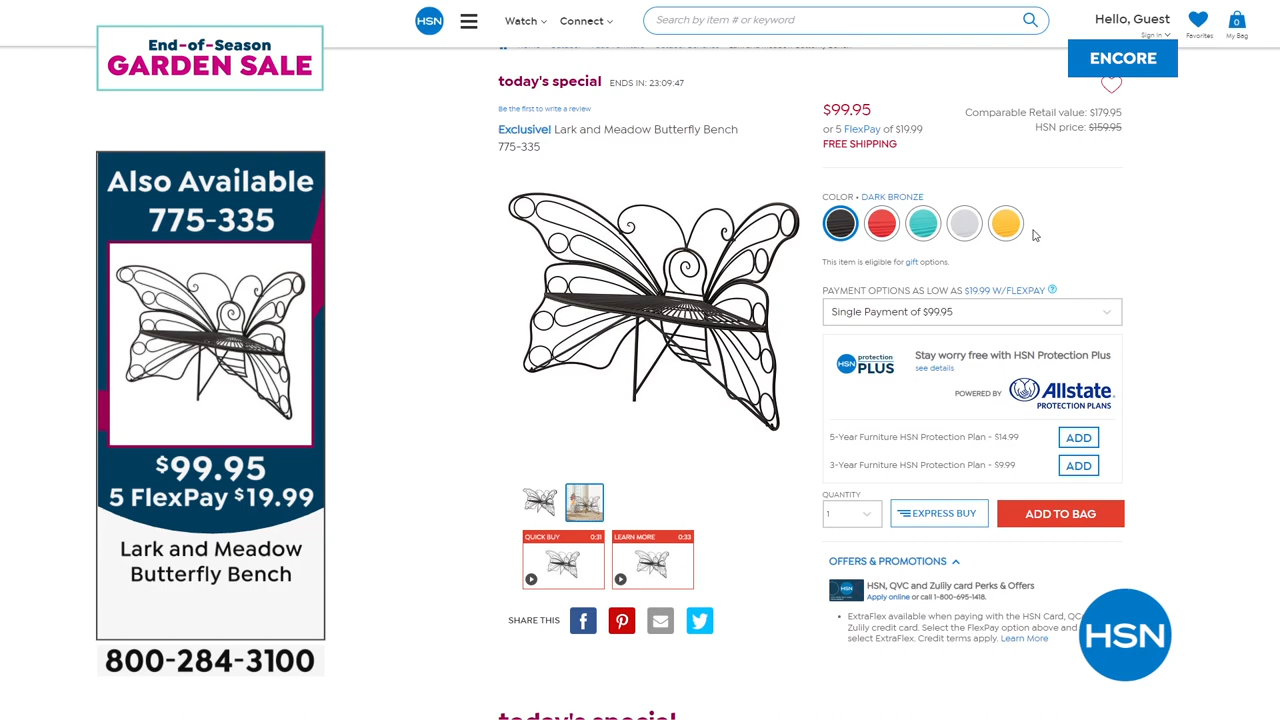 HSN
Watch
Connect
Search by item # or keyword
Hello, Guest
Sign in
Favorites
0
My Bag
End-of-Season
GARDEN SALE
ENCORE
today's special ENDS IN: 23:09:47
Be the first to write a review
Exclusive! Lark and Meadow Butterfly Bench
775-335
$99.95
or 5 FlexPay of $19.99
FREE SHIPPING
Comparable Retail value: $179.95
HSN price: $159.95
Also Available
775-335
$99.95
5 FlexPay $19.99
Lark and Meadow
Butterfly Bench
800-284-3100
COLOR • DARK BRONZE
This item is eligible for gift options.
PAYMENT OPTIONS AS LOW AS $19.99 W/FLEXPAY ?
Single Payment of $99.95
HSN protection PLUS
Stay worry free with HSN Protection Plus
see details
POWERED BY Allstate.
PROTECTION PLANS
5-Year Furniture HSN Protection Plan - $14.99 ADD
3-Year Furniture HSN Protection Plan - $9.99 ADD
QUANTITY
1
EXPRESS BUY
ADD TO BAG
QUICK BUY 0:31
LEARN MORE 0:33
SHARE THIS
OFFERS & PROMOTIONS
HSN, QVC and Zulily card Perks & Offers
Apply online or call 1-800-695-1418.
• ExtraFlex available when paying with the HSN Card, QC
Zulily credit card. Select the FlexPay option above and
select ExtraFlex. Credit terms apply. Learn More
HSN
today's special